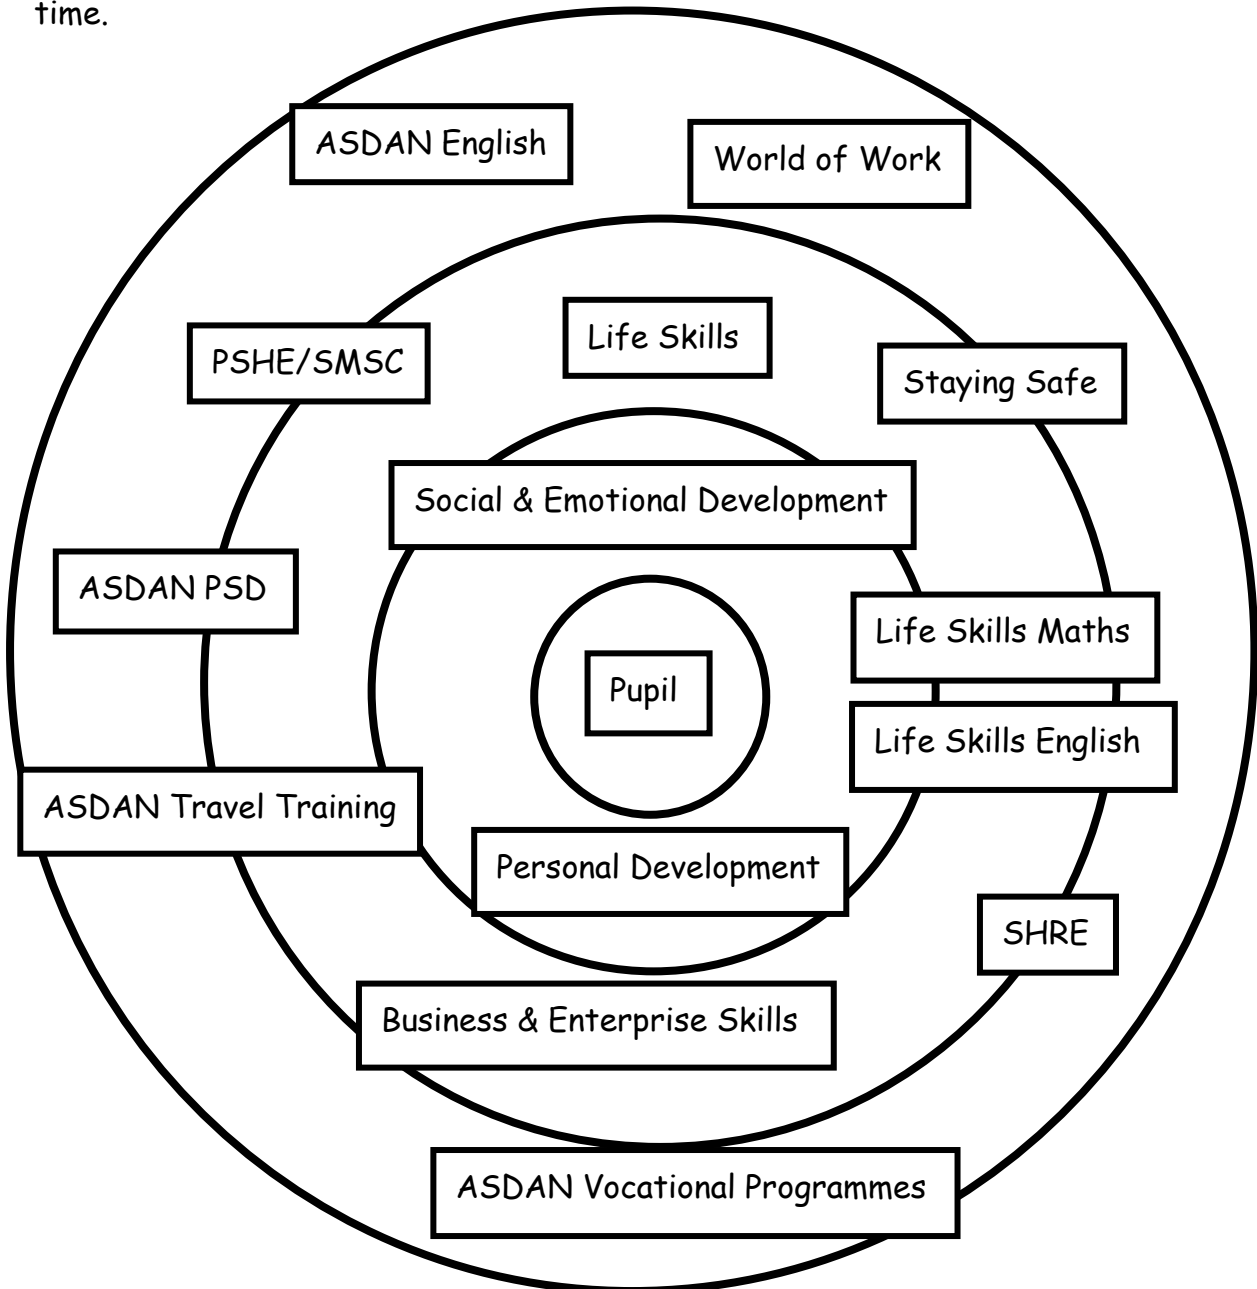 time.
ASDAN English
World of Work
Life Skills
PSHE/SMSC
Staying Safe
Social & Emotional Development
ASDAN PSD
Life Skills Maths
Pupil
Life Skills English
ASDAN Travel Training
Personal Development
SHRE
Business & Enterprise Skills
ASDAN Vocational Programmes